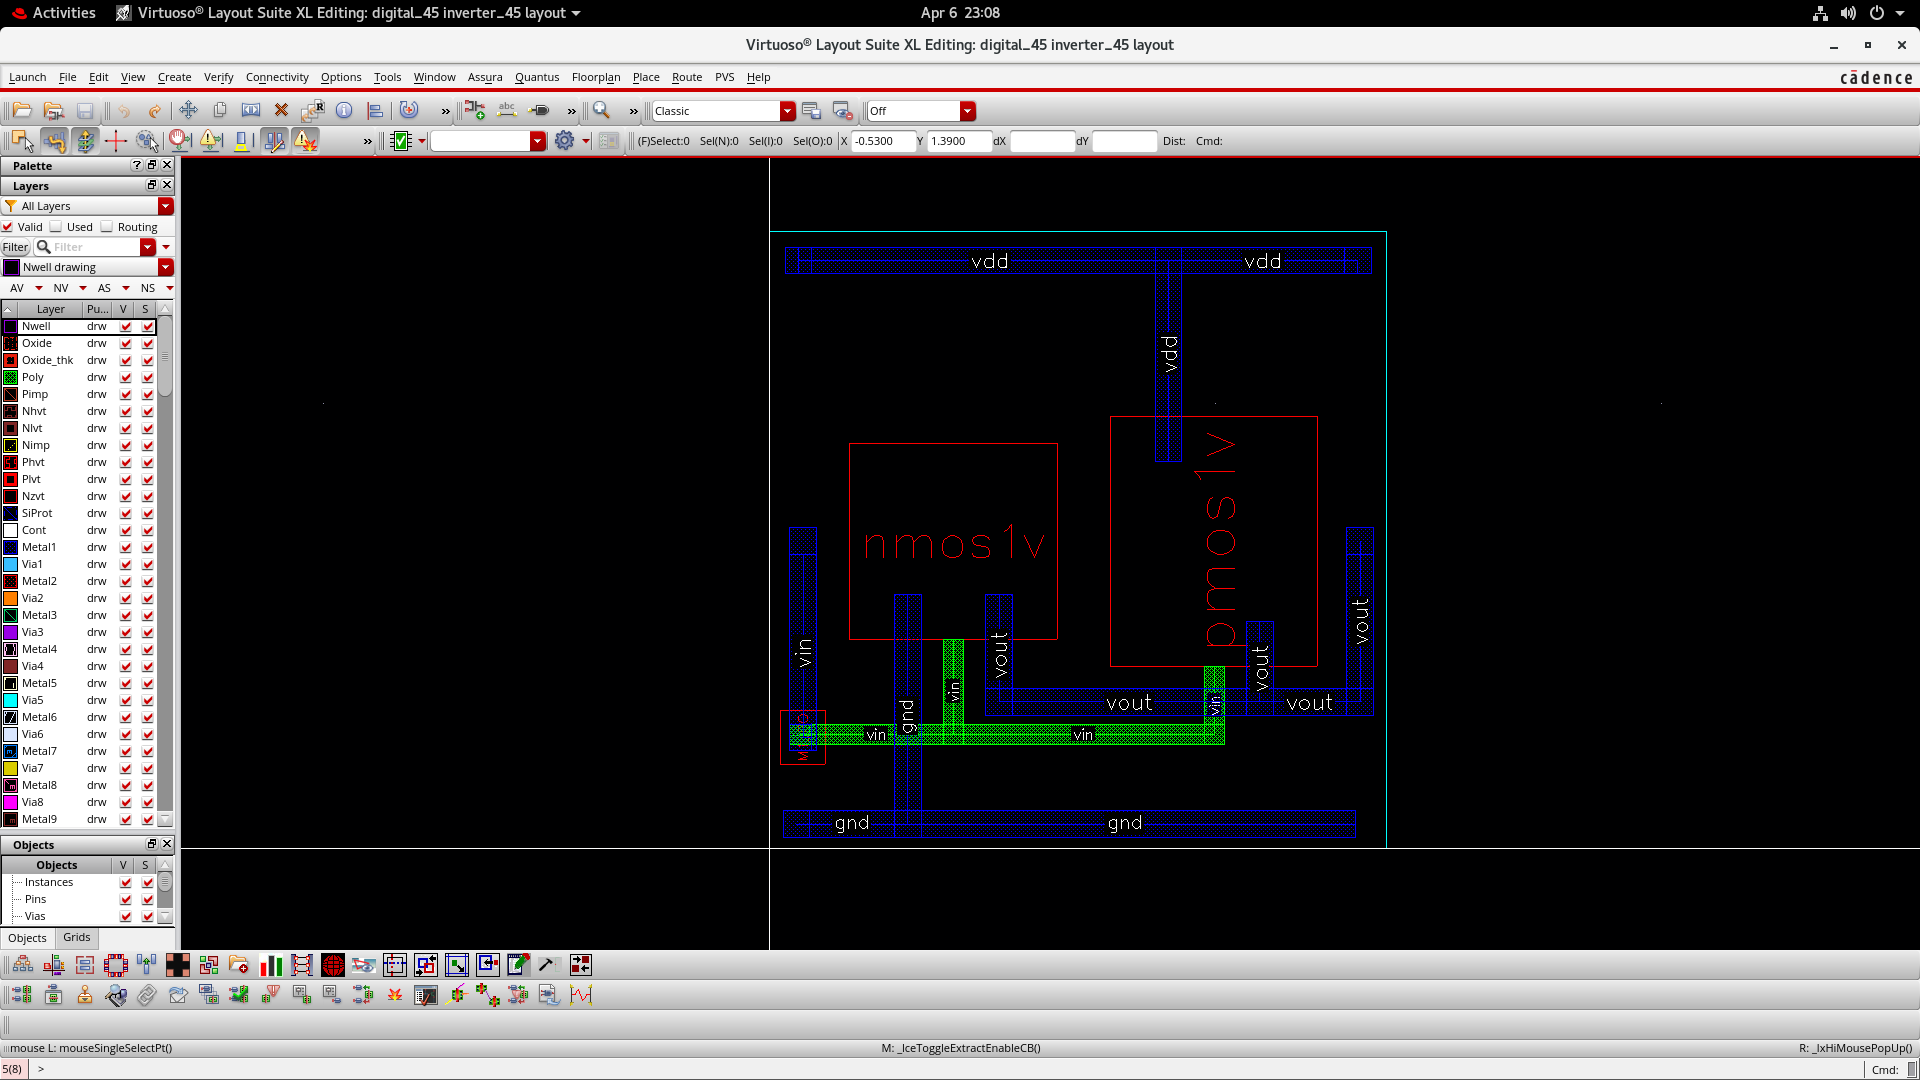 Activities Virtuoso® Layout Suite XL Editing: digital_45 inverter_45 layout Apr 6 23:08
Virtuoso® Layout Suite XL Editing: digital_45 inverter_45 layout
Launch File Edit View Create Verify Connectivity Options Tools Window Assura Quantus Floorplan Place Route PVS Help cādence
R » abc » » Classic Off
» (F)Select:0 Sel(N):0 Sel(I):0 Sel(O):0 X -0.5300 Y 1.3900 dX dY Dist: Cmd:
Palette ?
Layers
All Layers
Valid Used Routing
Filter Filter
Nwell drawing
AV NV AS NS
Layer Pu... V S
Nwell drw
Oxide drw
Oxide_thk drw
Poly drw
Pimp drw
Nhvt drw
Nlvt drw
Nimp drw
Phvt drw
Plvt drw
Nzvt drw
SiProt drw
Cont drw
Metal1 drw
Via1 drw
Metal2 drw
Via2 drw
Metal3 drw
Via3 drw
Metal4 drw
Via4 drw
Metal5 drw
Via5 drw
Metal6 drw
Via6 drw
Metal7 drw
Via7 drw
Metal8 drw
Via8 drw
Metal9 drw
Objects
Objects V S
Instances
Pins
Vias
Objects Grids
vdd vdd
vdd
nmos1v
pmos1v
vin
vout
vout
vout
vin
gnd
vout vout
vin
vin vin
gnd gnd
mouse L: mouseSingleSelectPt() M: _IceToggleExtractEnableCB() R: _lxHiMousePopUp()
5(8) > Cmd: